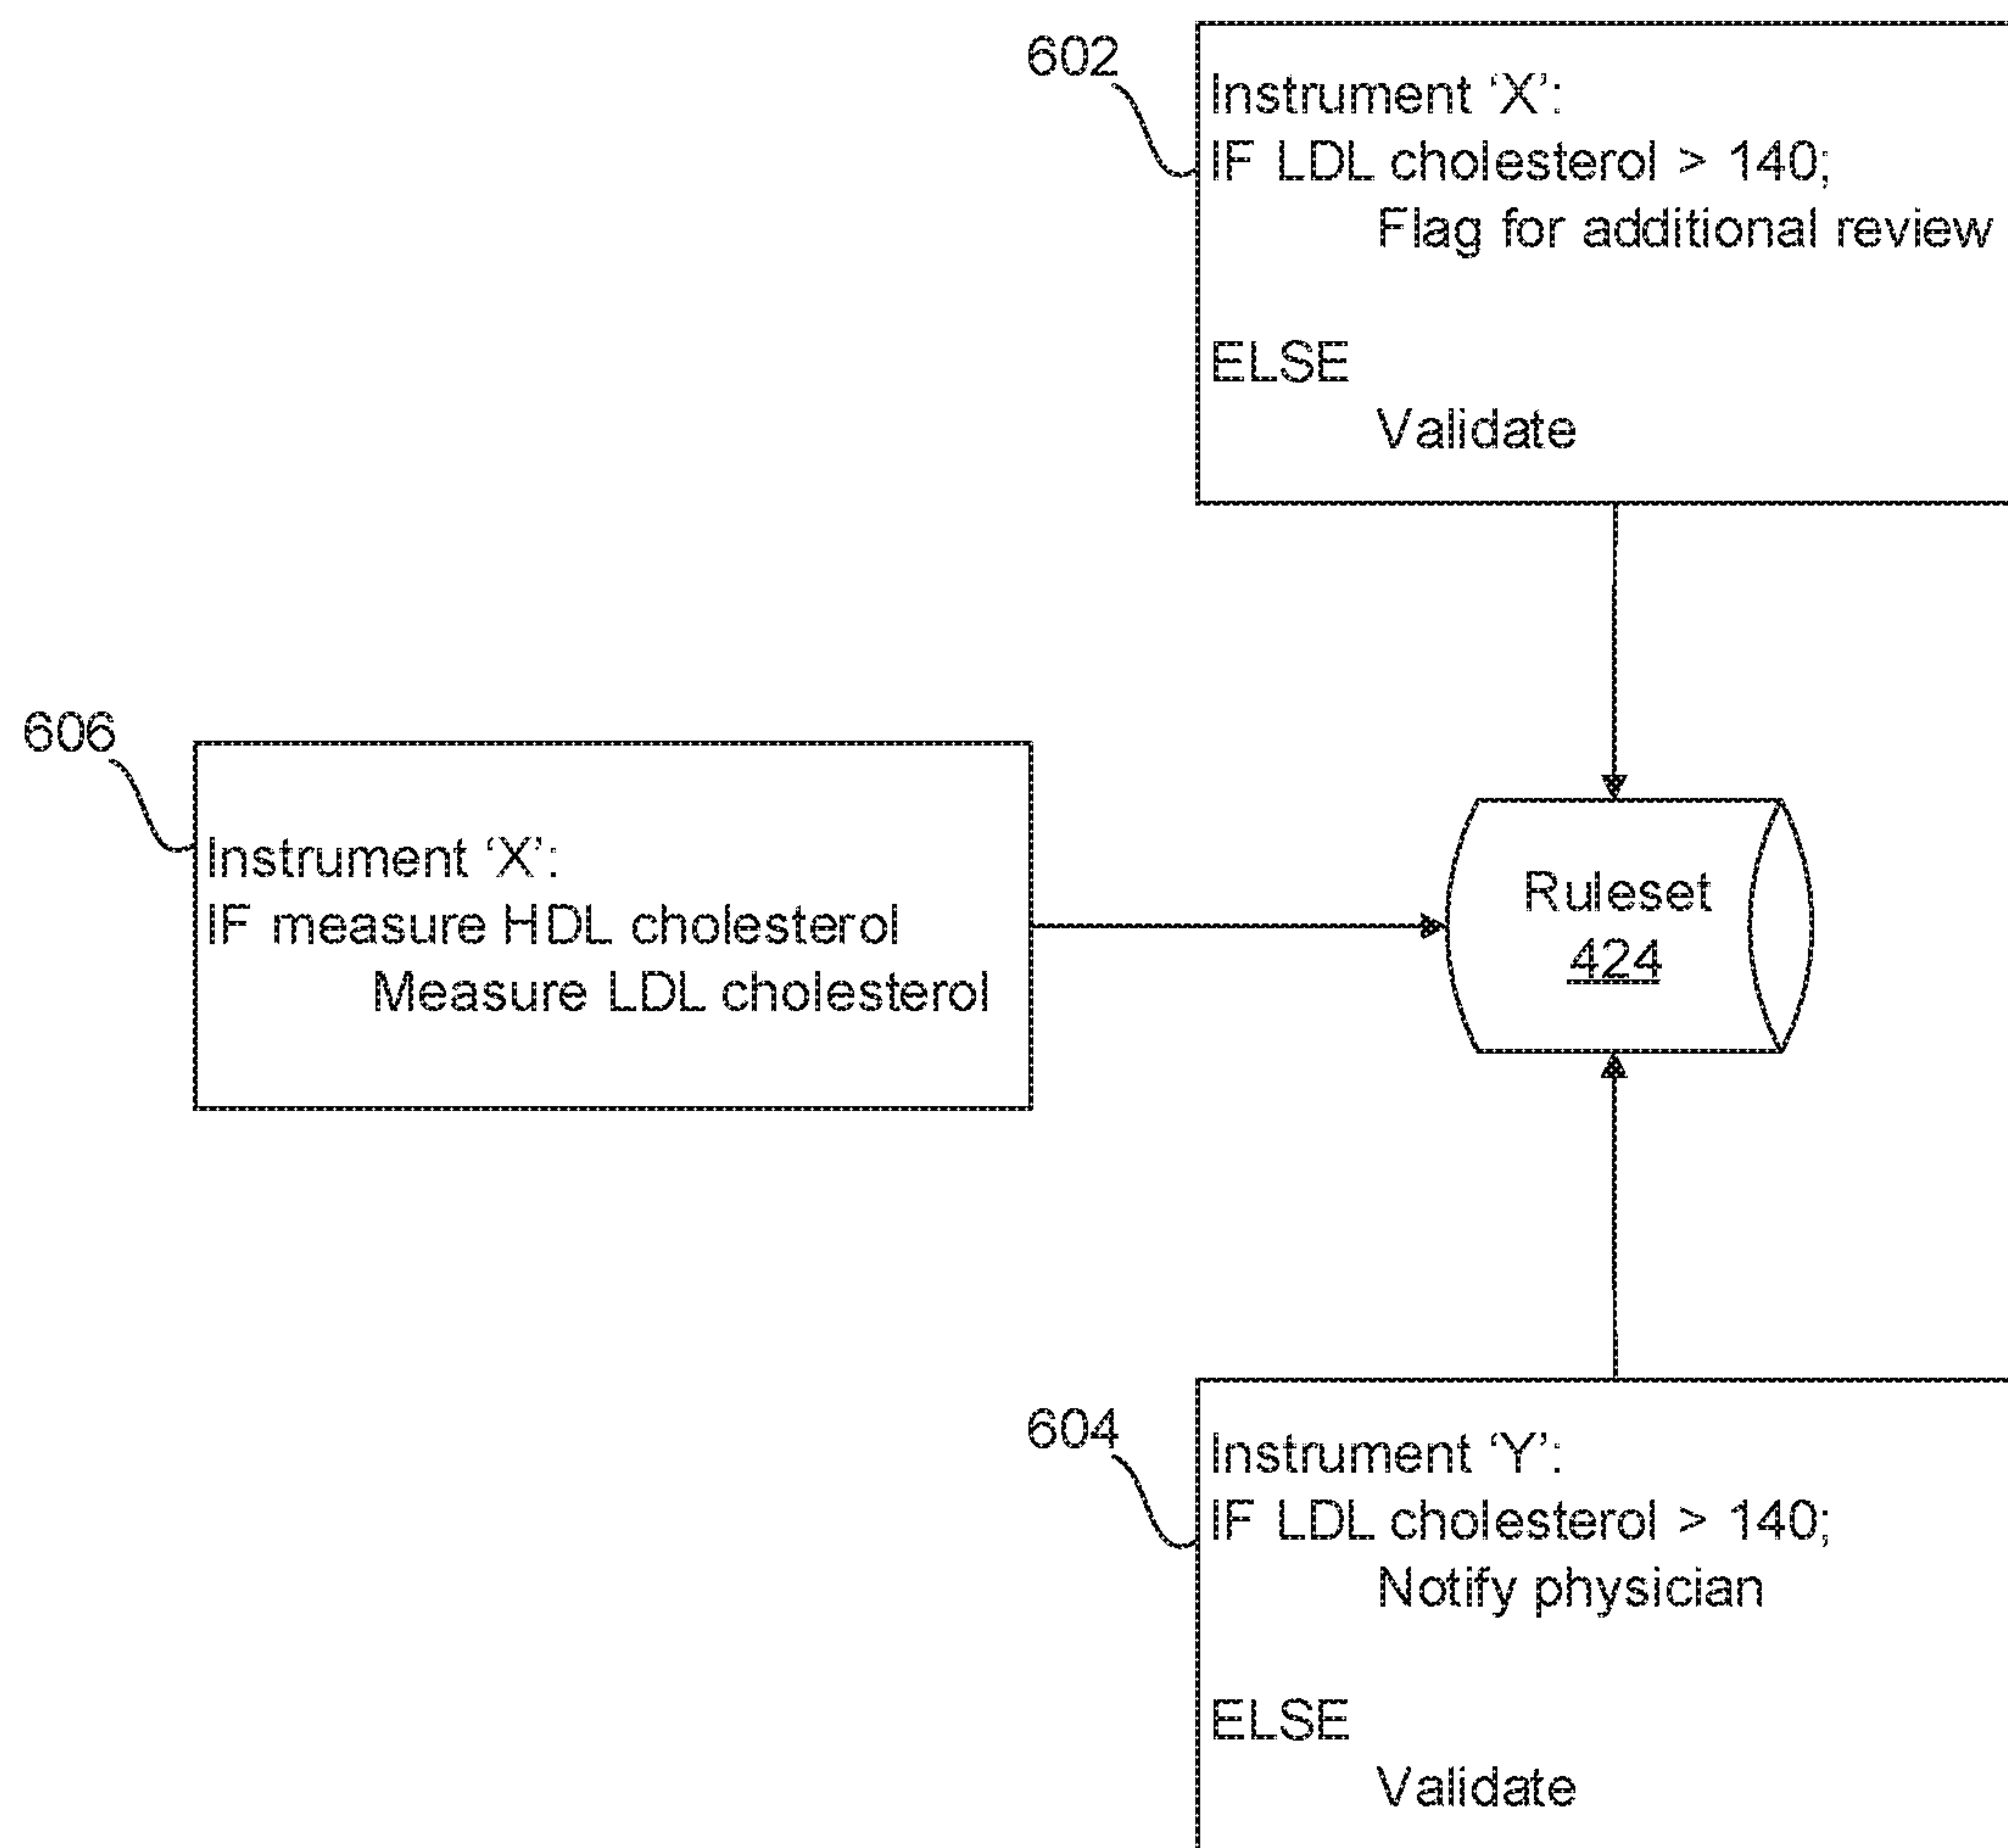 602
Instrument ‘X’:
IF LDL cholesterol > 140;
Flag for additional review
ELSE
Validate
606
Instrument ‘X’:
IF measure HDL cholesterol
Measure LDL cholesterol
Ruleset
424
604
Instrument ‘Y’:
IF LDL cholesterol > 140;
Notify physician
ELSE
Validate